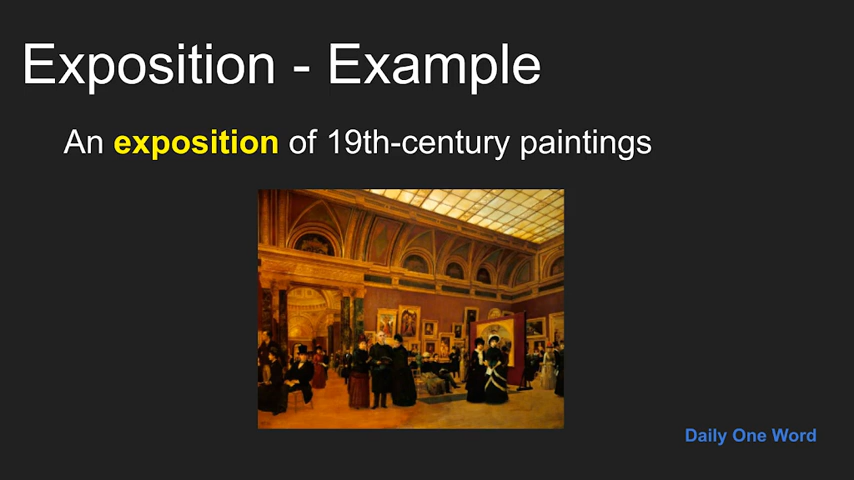 Exposition - Example
An exposition of 19th-century paintings
Daily One Word